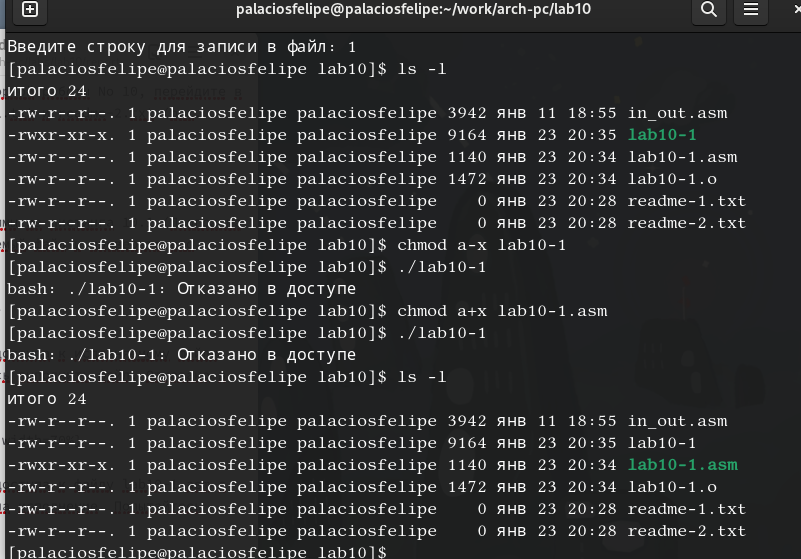 palaciosfelipe@palaciosfelipe:~/work/arch-pc/lab10
Введите строку для записи в файл: 1
[palaciosfelipe@palaciosfelipe lab10]$ ls -l
итого 24
-rw-r--r--. 1 palaciosfelipe palaciosfelipe 3942 янв 11 18:55 in_out.asm
-rwxr-xr-x. 1 palaciosfelipe palaciosfelipe 9164 янв 23 20:35 lab10-1
-rw-r--r--. 1 palaciosfelipe palaciosfelipe 1140 янв 23 20:34 lab10-1.asm
-rw-r--r--. 1 palaciosfelipe palaciosfelipe 1472 янв 23 20:34 lab10-1.o
-rw-r--r--. 1 palaciosfelipe palaciosfelipe    0 янв 23 20:28 readme-1.txt
-rw-r--r--. 1 palaciosfelipe palaciosfelipe    0 янв 23 20:28 readme-2.txt
[palaciosfelipe@palaciosfelipe lab10]$ chmod a-x lab10-1
[palaciosfelipe@palaciosfelipe lab10]$ ./lab10-1
bash: ./lab10-1: Отказано в доступе
[palaciosfelipe@palaciosfelipe lab10]$ chmod a+x lab10-1.asm
[palaciosfelipe@palaciosfelipe lab10]$ ./lab10-1
bash: ./lab10-1: Отказано в доступе
[palaciosfelipe@palaciosfelipe lab10]$ ls -l
итого 24
-rw-r--r--. 1 palaciosfelipe palaciosfelipe 3942 янв 11 18:55 in_out.asm
-rw-r--r--. 1 palaciosfelipe palaciosfelipe 9164 янв 23 20:35 lab10-1
-rwxr-xr-x. 1 palaciosfelipe palaciosfelipe 1140 янв 23 20:34 lab10-1.asm
-rw-r--r--. 1 palaciosfelipe palaciosfelipe 1472 янв 23 20:34 lab10-1.o
-rw-r--r--. 1 palaciosfelipe palaciosfelipe    0 янв 23 20:28 readme-1.txt
-rw-r--r--. 1 palaciosfelipe palaciosfelipe    0 янв 23 20:28 readme-2.txt
[palaciosfelipe@palaciosfelipe lab10]$